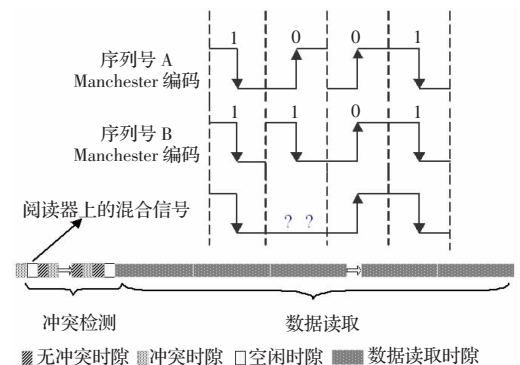 1 0 0 1
序列号 A
Manchester 编码
1 1 0 1
序列号 B
Manchester 编码
? ?
阅读器上的混合信号
冲突检测 数据读取
无冲突时隙 冲突时隙 空闲时隙 数据读取时隙